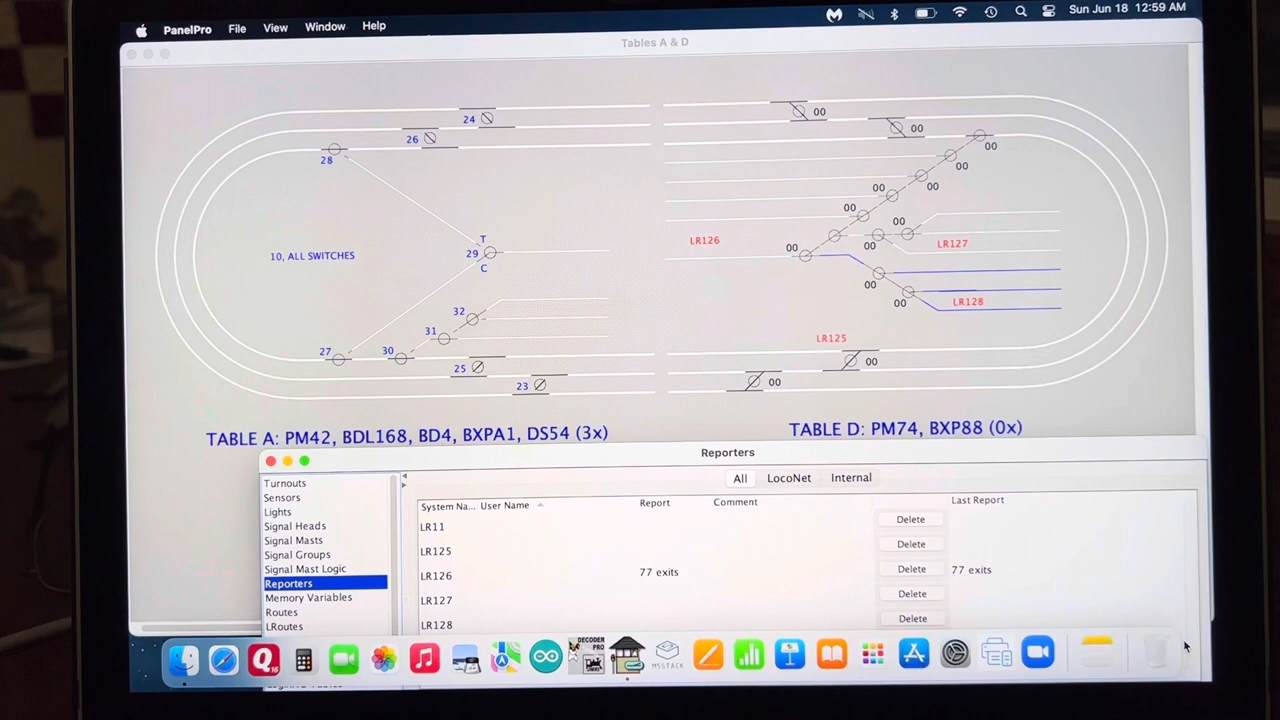 PanelPro File View Window Help Sun Jun 18 12:59 AM
Tables A & D
24
00
26
00
28
00
00
00
00
00
T
29
C
10, ALL SWITCHES
LR126
00
00
00
LR127
00
00
LR128
32
31
27
30
25
23
LR125
00
00
TABLE A: PM42, BDL168, BD4, BXPA1, DS54 (3x)
TABLE D: PM74, BXP88 (0x)
Reporters
All LocoNet Internal
Turnouts
Sensors
Lights
Signal Heads
Signal Masts
Signal Groups
Signal Mast Logic
Reporters
Memory Variables
Routes
LRoutes
System Na... User Name Report Comment Last Report
LR11 Delete
LR125 Delete
LR126 77 exits Delete 77 exits
LR127 Delete
LR128 Delete
Q
16
DECODER
PRO
M5STACK